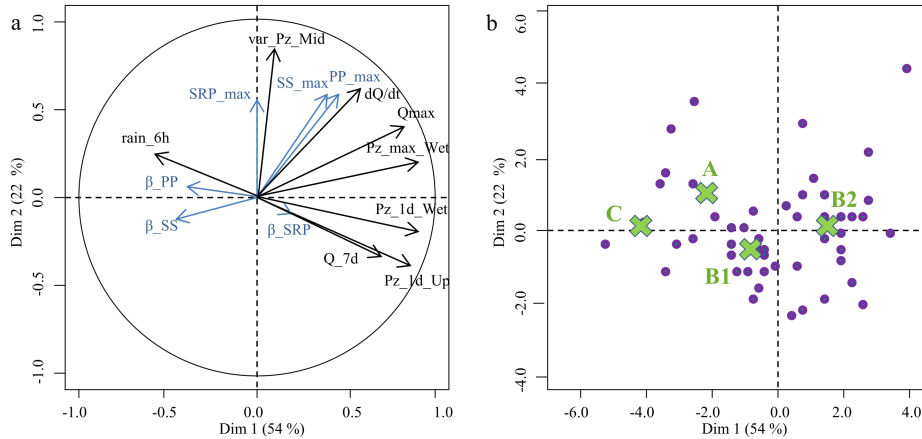 a
b
1.0
0.5
0.0
-0.5
-1.0
Dim 2 (22 %)
var_Pz_Mid
SS_max
PP_max
SRP_max
dQ/dt
Qmax
rain_6h
Pz_max_Wet
β_PP
β_SS
β_SRP
Pz_1d_Wet
Q_7d
Pz_1d_Up
-1.0
0.0
0.5
1.0
Dim 1 (54 %)
6.0
4.0
2.0
0.0
-2.0
-4.0
Dim 2 (22 %)
A
C
B2
B1
-6.0
-4.0
-2.0
0.0
2.0
4.0
Dim 1 (54 %)